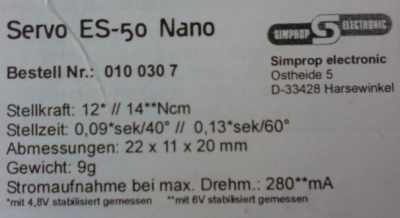 Servo ES-50 Nano
SIMPROP S ELECTRONIC
Bestell Nr.: 010 030 7
Simprop electronic
Ostheide 5
D-33428 Harsewinkel
Stellkraft: 12* // 14**Ncm
Stellzeit: 0,09*sek/40° // 0,13*sek/60°
Abmessungen: 22 x 11 x 20 mm
Gewicht: 9g
Stromaufnahme bei max. Drehm.: 280**mA
*mit 4,8V stabilisiert gemessen **mit 6V stabilisiert gemessen